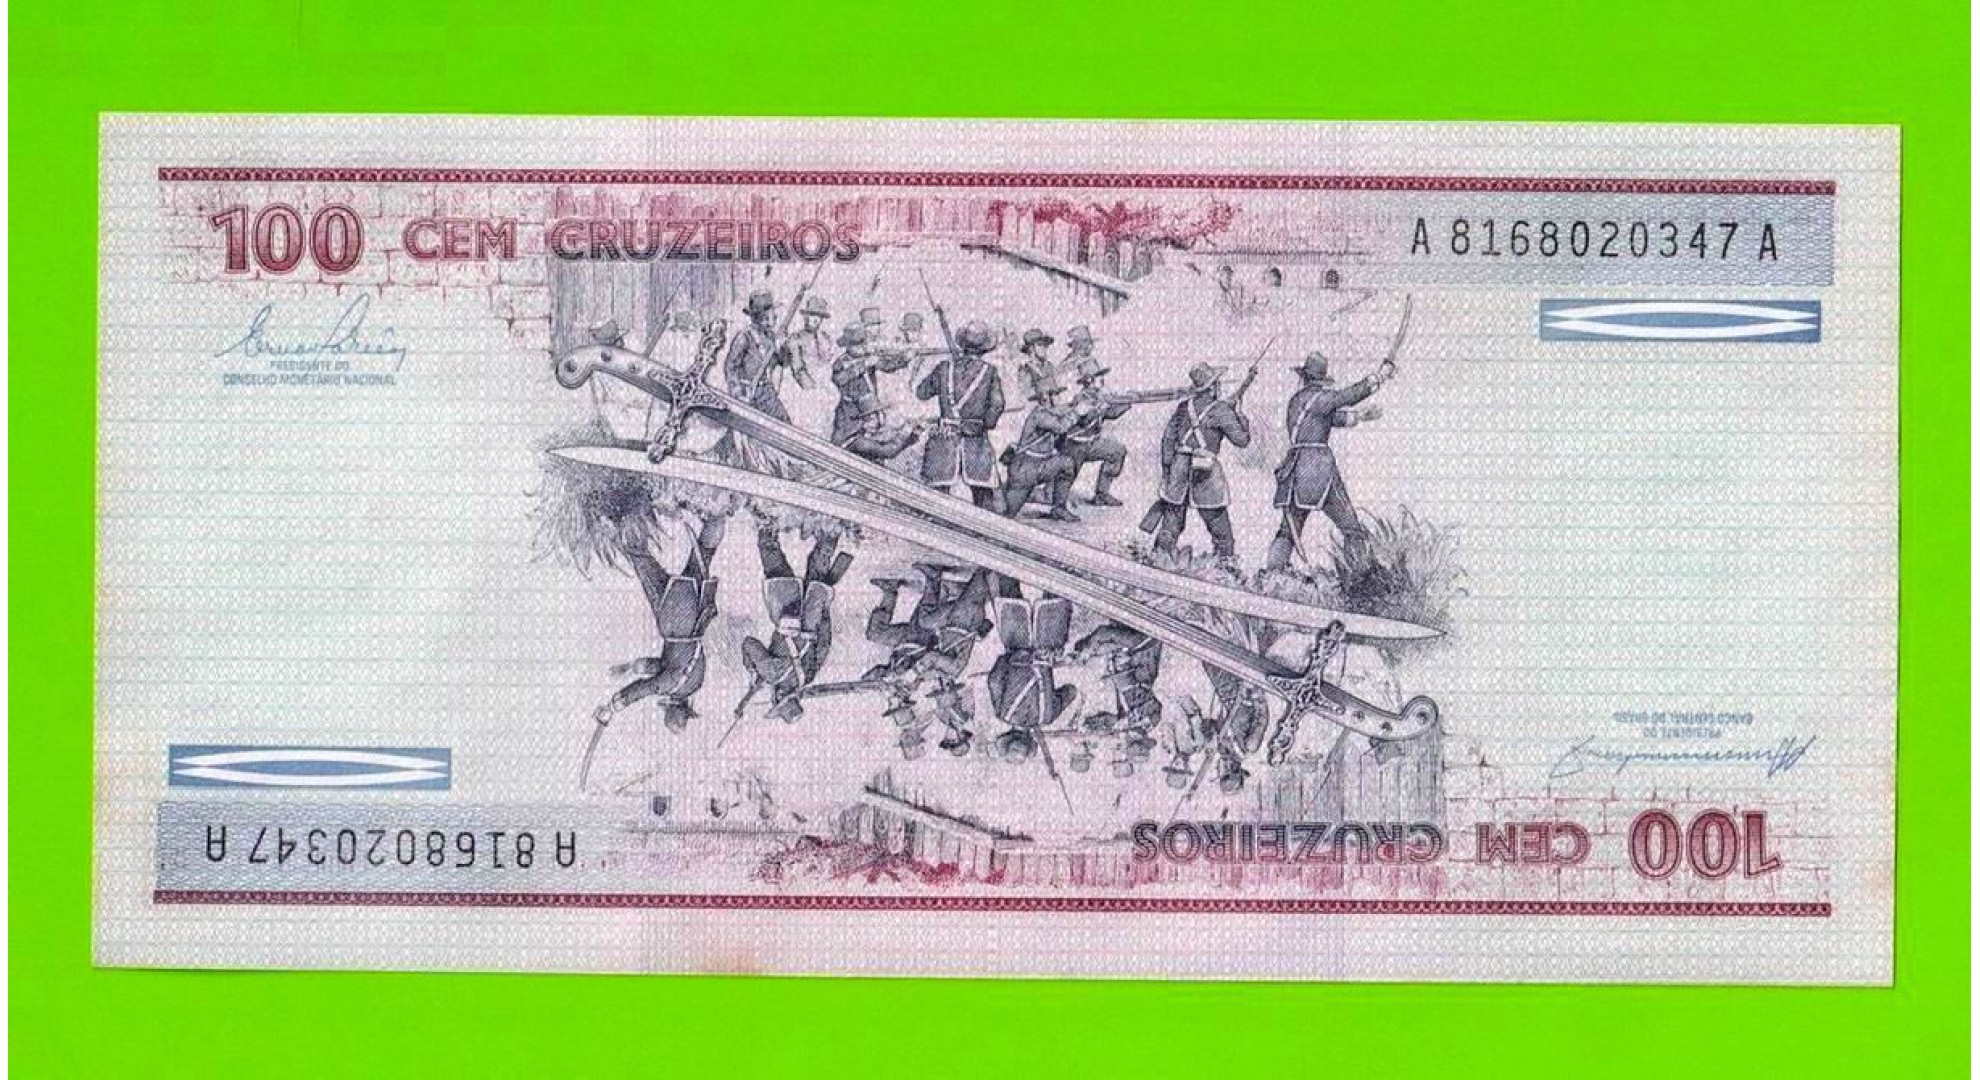 100 CEM CRUZEIROS
A 8168020347 A
PRESIDENTE DO
CONSELHO MONETÁRIO NACIONAL
BANCO CENTRAL DO BRASIL
PRESIDENTE DO
A 8168020347 A
100 CEM CRUZEIROS